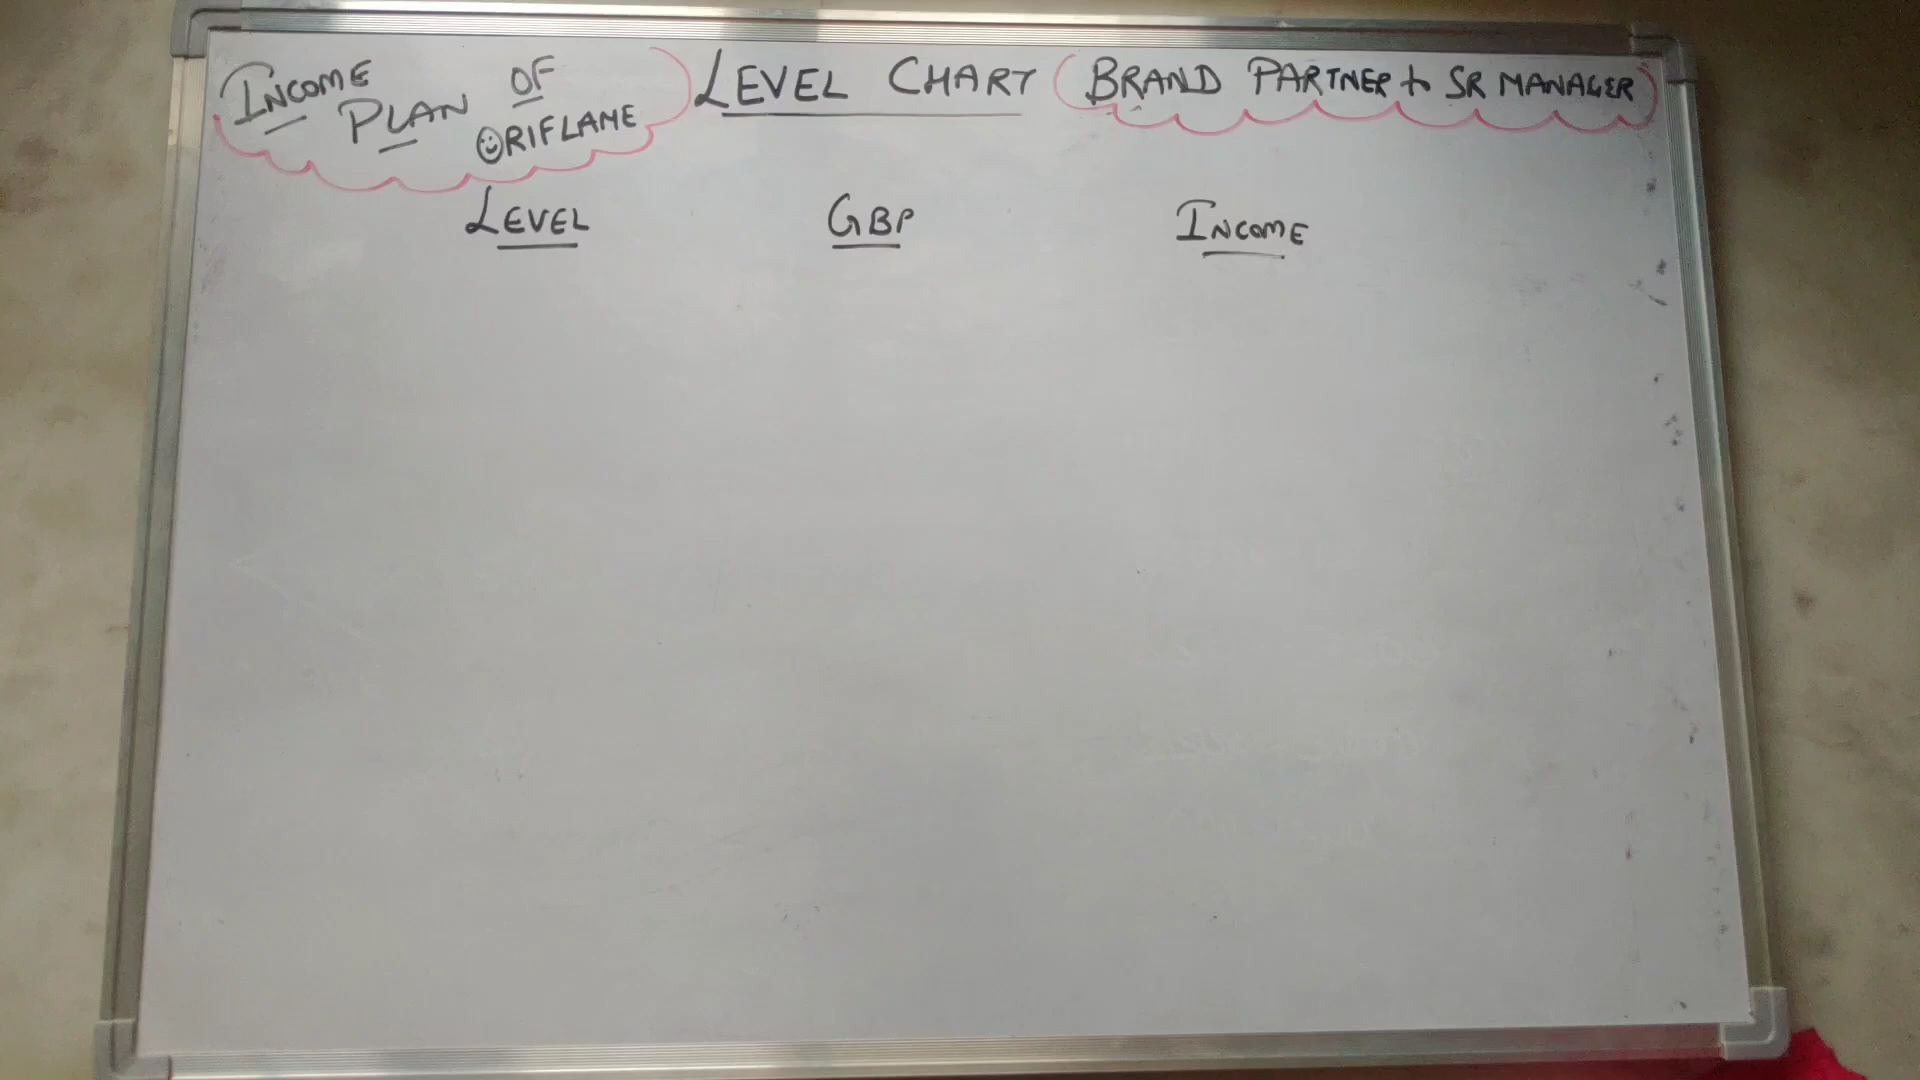 INCOME PLAN OF ORIFLAME
LEVEL CHART (BRAND PARTNER to SR MANAGER)
LEVEL GBP INCOME